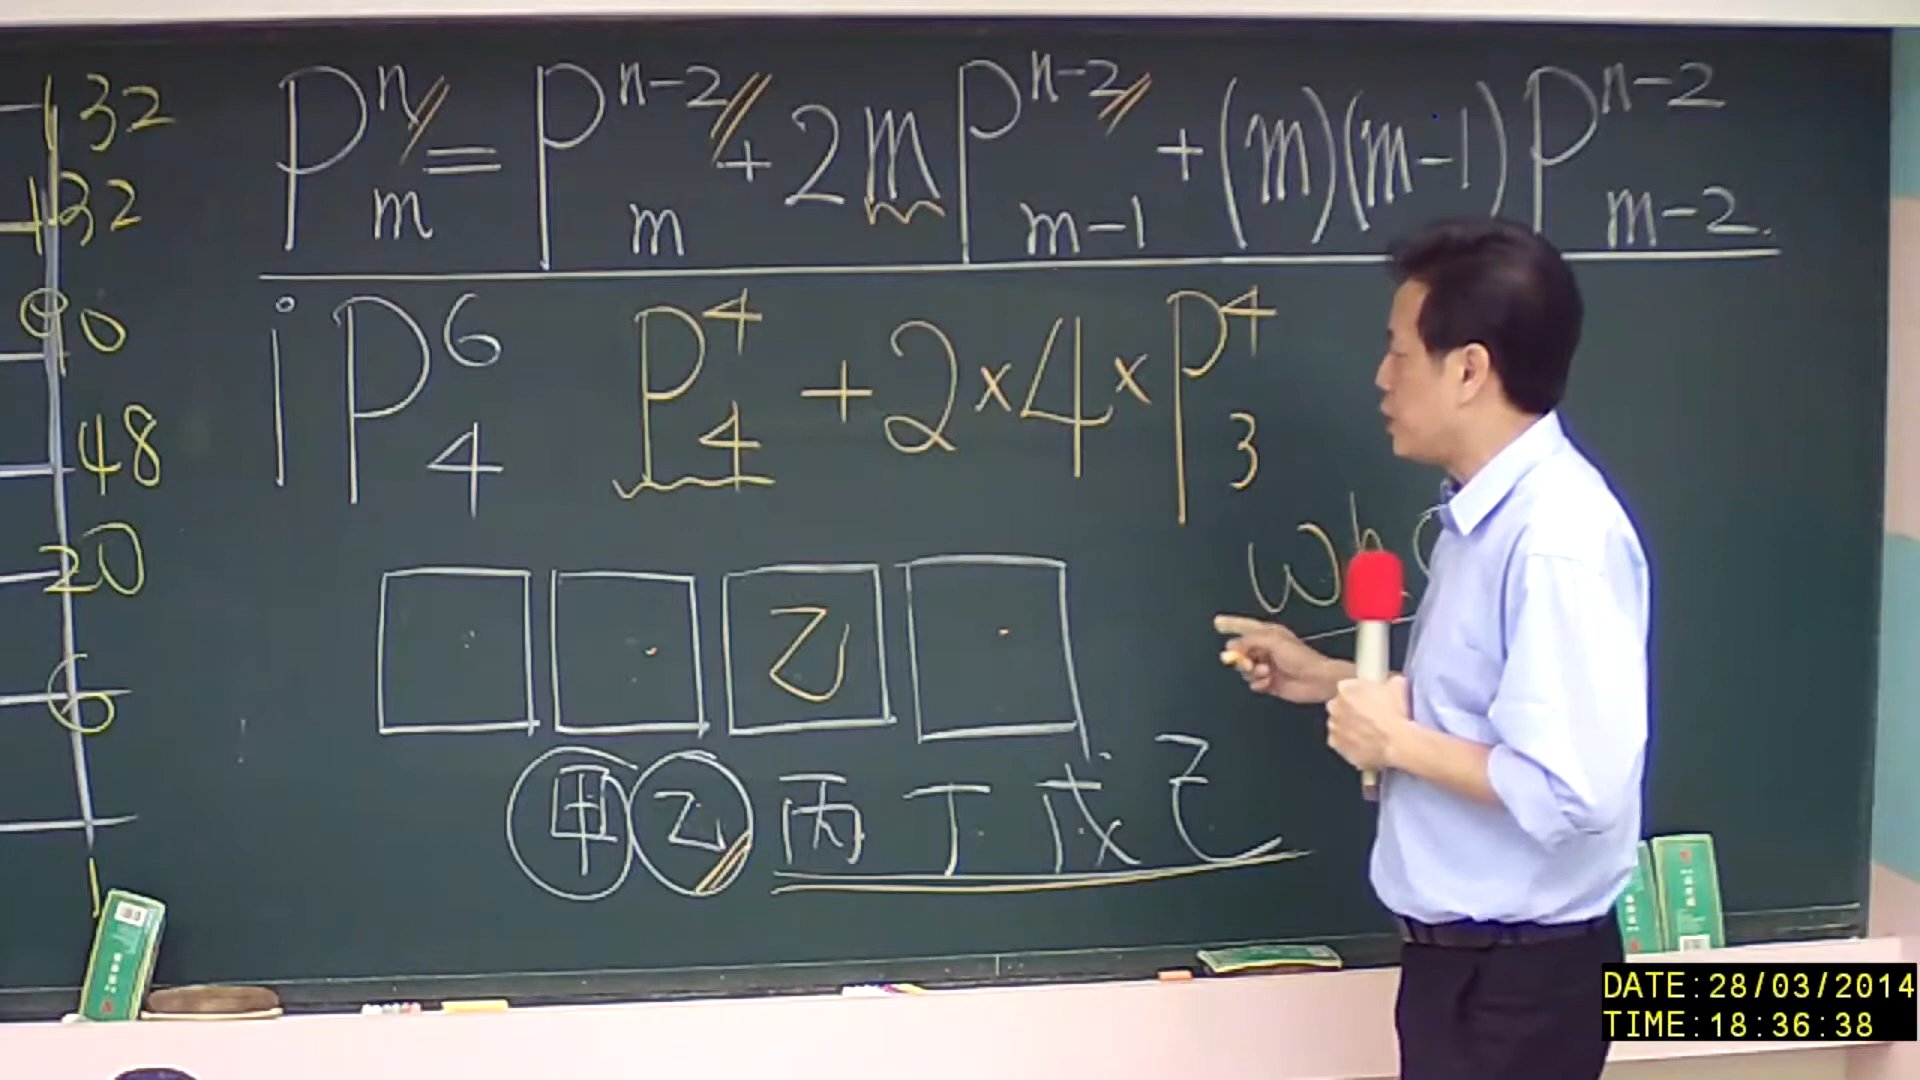 P^n_m = P^{n-2}_m + 2m P^{n-2}_{m-1} + (m)(m-1) P^{n-2}_{m-2}.
132
132
90
48
20
6
1
i P^6_4 P^4_4 + 2×4×P^4_3
乙
甲 乙 丙 丁 戊 己
DATE:28/03/2014
TIME:18:36:38